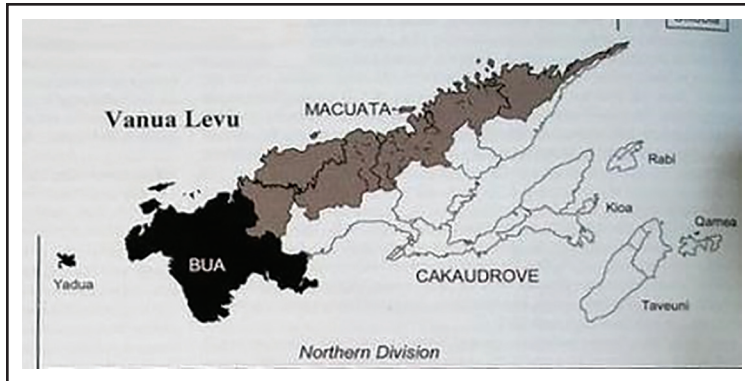 MACUATA
Vanua Levu
Rabi
Kioa
Qamea
BUA
CAKAUDROVE
Yadua
Taveuni
Northern Division